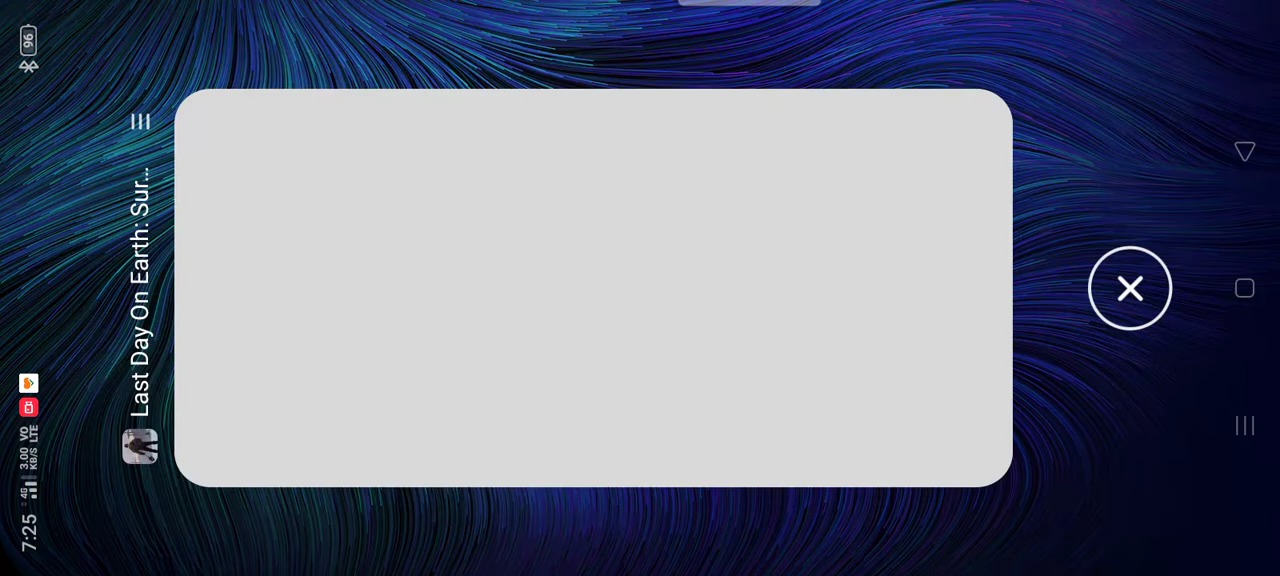 7:25
4G
3.00 KB/S
VO LTE
96
Last Day On Earth: Sur...